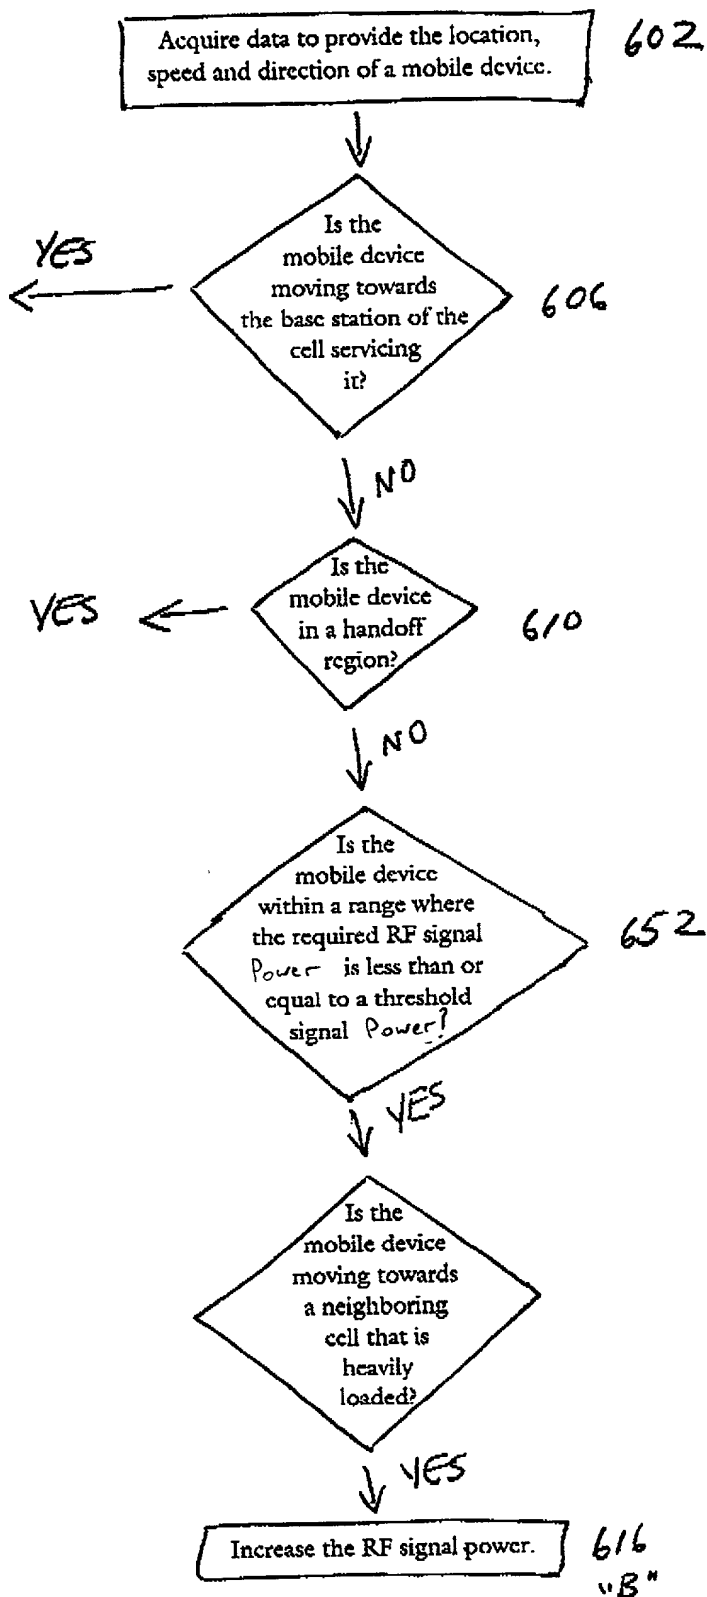 Acquire data to provide the location,
speed and direction of a mobile device.
602
Is the
mobile device
moving towards
the base station of the
cell servicing
it?
YES
606
NO
Is the
mobile device
in a handoff
region?
YES
610
NO
Is the
mobile device
within a range where
the required RF signal
Power is less than or
equal to a threshold
signal Power?
652
YES
Is the
mobile device
moving towards
a neighboring
cell that is
heavily
loaded?
YES
Increase the RF signal power.
616
"B"